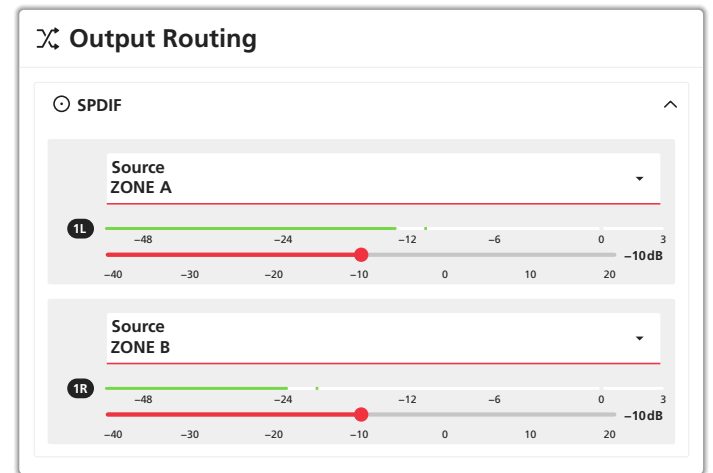 Output Routing
SPDIF
Source
ZONE A
1L
−48 −24 −12 −6 0 3
−10dB
−40 −30 −20 −10 0 10 20
Source
ZONE B
1R
−48 −24 −12 −6 0 3
−10dB
−40 −30 −20 −10 0 10 20